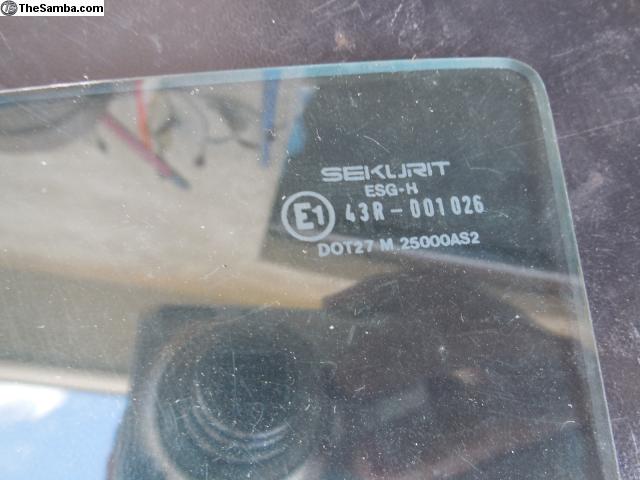 TheSamba.com
SEKURIT
ESG-H
E1 43R-001026
DOT27 M 25000AS2